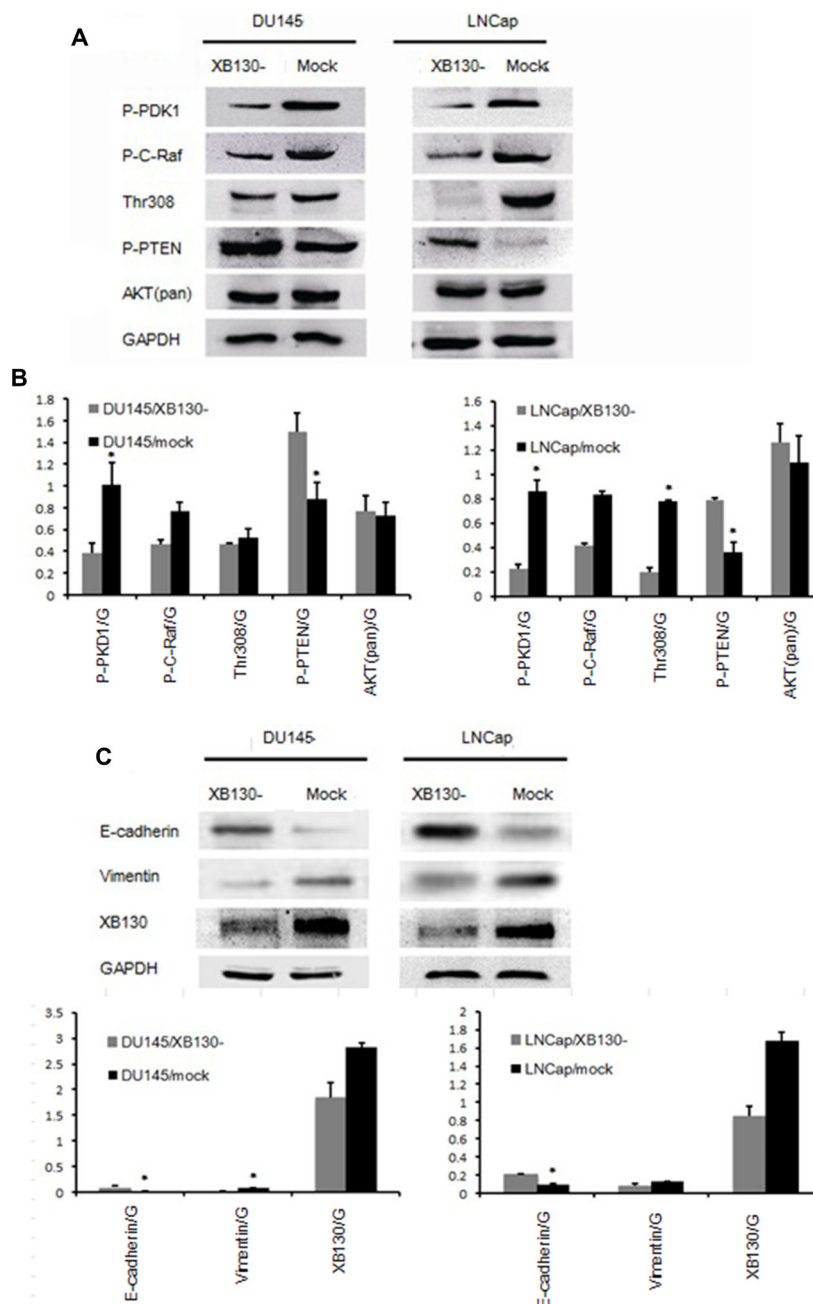 A
DU145
LNCap
XB130- Mock
XB130- Mock
P-PDK1
P-C-Raf
Thr308
P-PTEN
AKT(pan)
GAPDH
B
1.8
1.6
1.4
1.2
1
0.8
0.6
0.4
0.2
0
DU145/XB130-
DU145/mock
*
*
P-PKD1/G
P-C-Raf/G
Thr308/G
P-PTEN/G
AKT(pan)/G
1.6
1.4
1.2
1
0.8
0.6
0.4
0.2
0
LNCap/XB130-
LNCap/mock
*
*
*
P-PKD1/G
P-C-Raf/G
Thr308/G
P-PTEN/G
AKT(pan)/G
C
DU145-
LNCap
XB130- Mock
XB130- Mock
E-cadherin
Vimentin
XB130
GAPDH
3.5
3
2.5
2
1.5
1
0.5
0
DU145/XB130-
DU145/mock
*
*
E-cadherin/G
Vimentin/G
XB130/G
2
1.8
1.6
1.4
1.2
1
0.8
0.6
0.4
0.2
0
LNCap/XB130-
LNCap/mock
*
E-cadherin/G
Vimentin/G
XB130/G